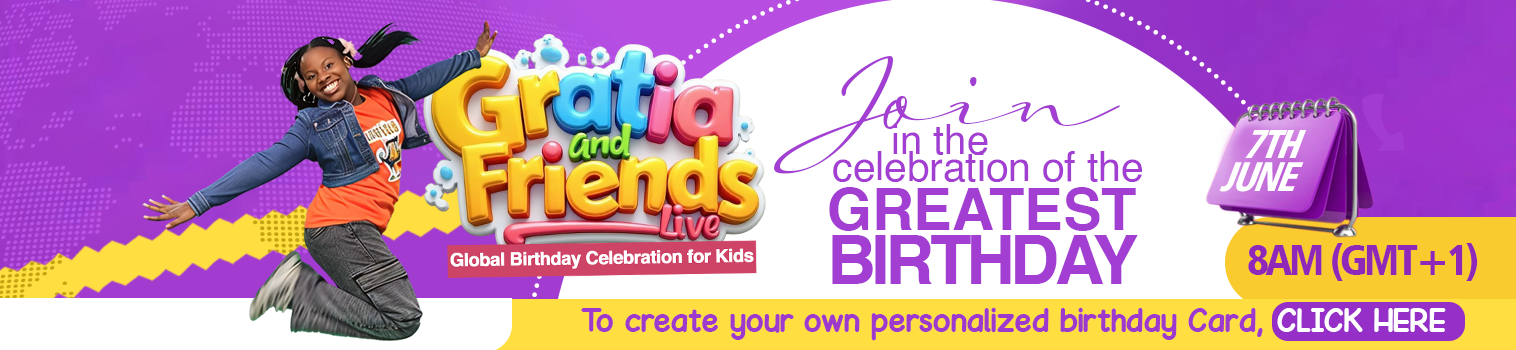 Gratia
and
Friends
Live
Global Birthday Celebration for Kids
Join
in the
celebration of the
GREATEST
BIRTHDAY
7TH
JUNE
8AM (GMT+1)
To create your own personalized birthday Card, CLICK HERE